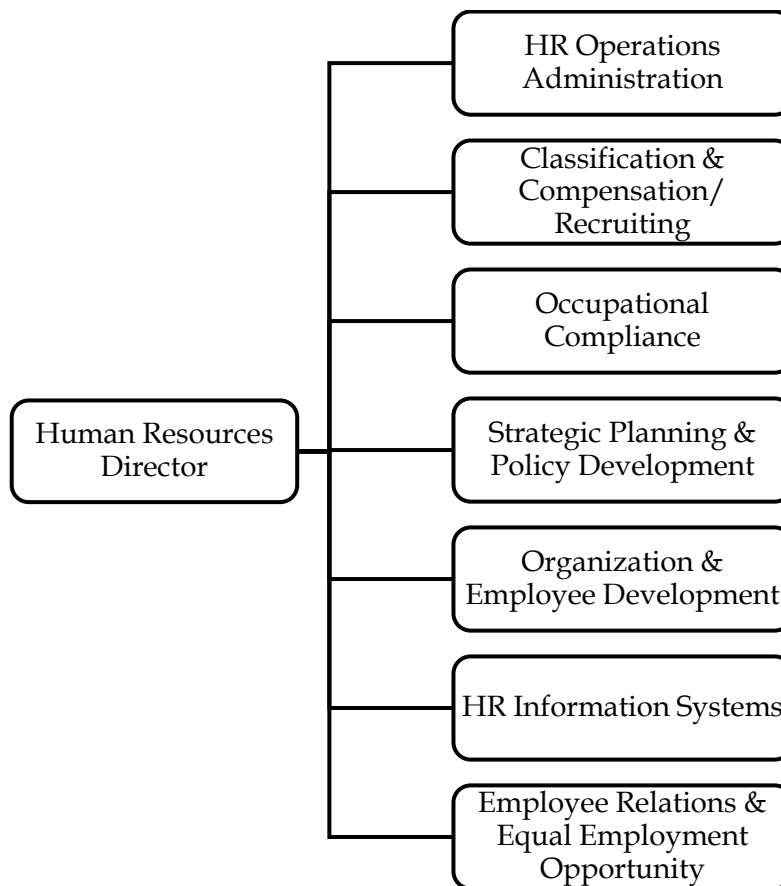 HR Operations
Administration
Classification &
Compensation/
Recruiting
Occupational
Compliance
Human Resources
Director
Strategic Planning &
Policy Development
Organization &
Employee Development
HR Information Systems
Employee Relations &
Equal Employment
Opportunity